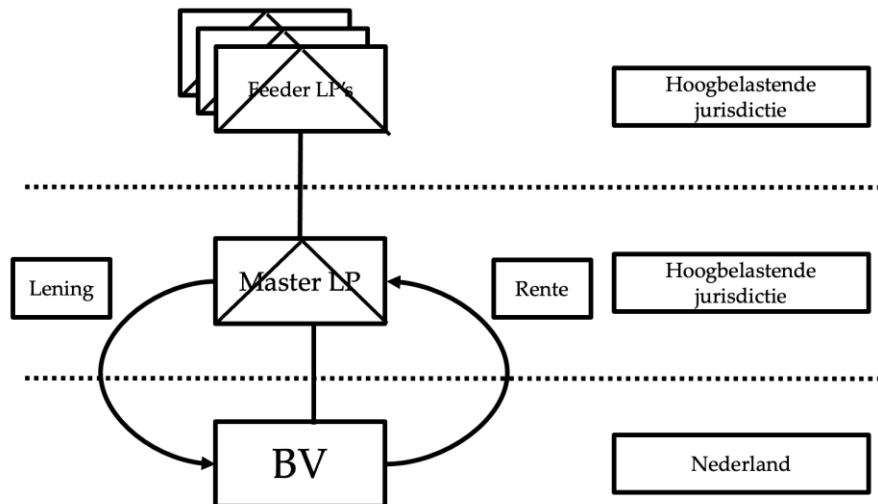 Feeder LP's
Hoogbelastende
jurisdictie
Lening
Master LP
Rente
Hoogbelastende
jurisdictie
BV
Nederland